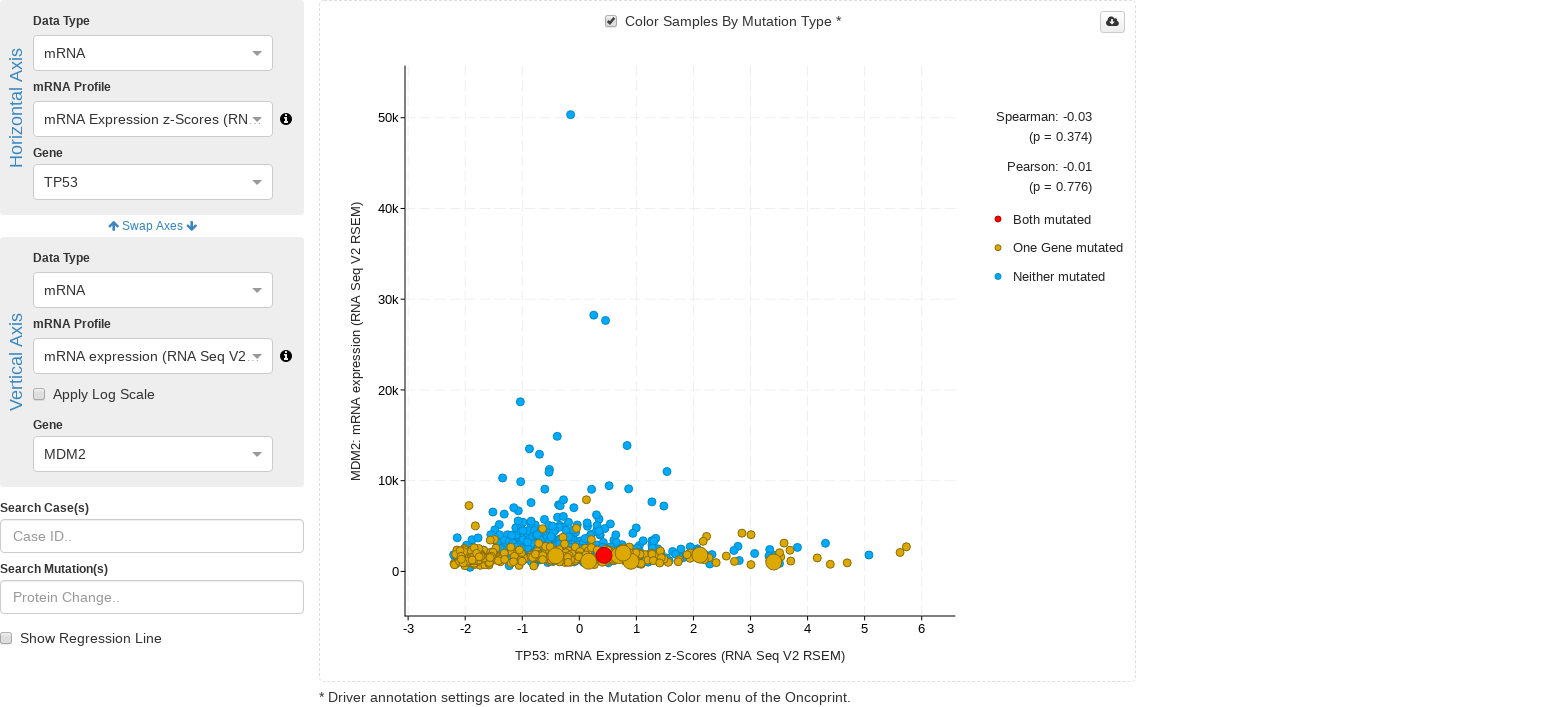 Horizontal Axis
Data Type
mRNA
mRNA Profile
mRNA Expression z-Scores (RN...
Gene
TP53
Swap Axes
Vertical Axis
Data Type
mRNA
mRNA Profile
mRNA expression (RNA Seq V2...
Apply Log Scale
Gene
MDM2
Search Case(s)
Case ID..
Search Mutation(s)
Protein Change..
Show Regression Line
Color Samples By Mutation Type *
MDM2: mRNA expression (RNA Seq V2 RSEM)
50k
40k
30k
20k
10k
0
-3 -2 -1 0 1 2 3 4 5 6
TP53: mRNA Expression z-Scores (RNA Seq V2 RSEM)
Spearman: -0.03
(p = 0.374)
Pearson: -0.01
(p = 0.776)
Both mutated
One Gene mutated
Neither mutated
* Driver annotation settings are located in the Mutation Color menu of the Oncoprint.